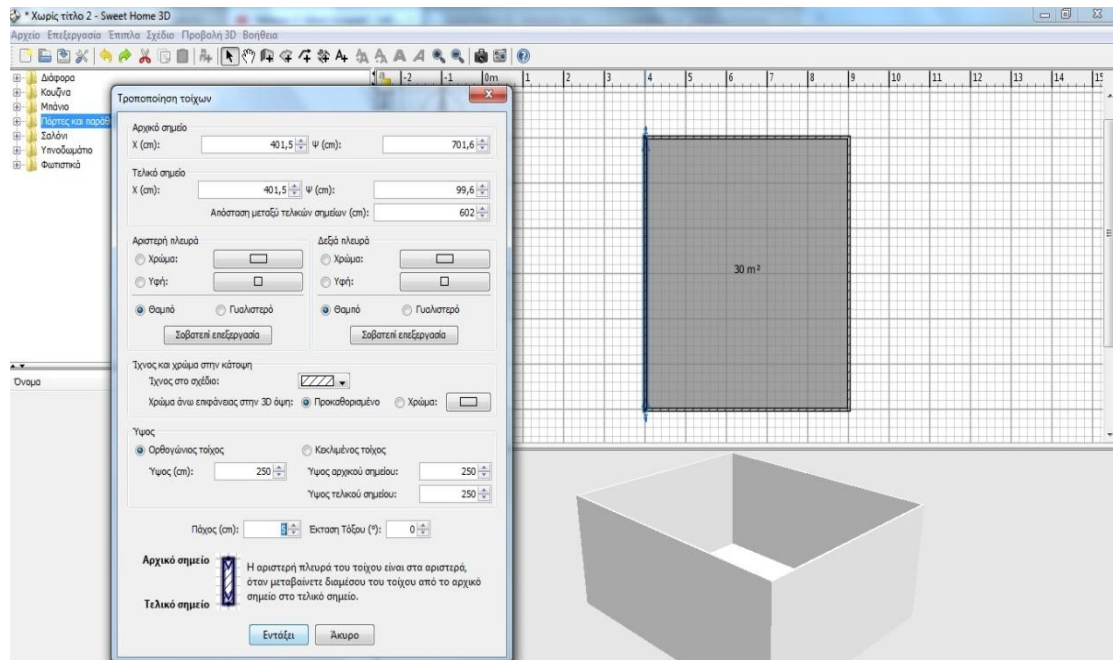 * Χωρίς τίτλο 2 - Sweet Home 3D
Αρχείο Επεξεργασία Έπιπλα Σχέδιο Προβολή 3D Βοήθεια
Διάφορα
Κουζίνα
Μπάνιο
Πόρτες και παράθ
Σαλόνι
Υπνοδωμάτιο
Φωτιστικά
Όνομα
-2 -1 0m 1 2 3 4 5 6 7 8 9 10 11 12 13 14 15
30 m²
m
Τροποποίηση τοίχων
Αρχικό σημείο
X (cm): 401,5 Ψ (cm): 701,6
Τελικό σημείο
X (cm): 401,5 Ψ (cm): 99,6
Απόσταση μεταξύ τελικών σημείων (cm): 602
Αριστερή πλευρά Δεξιά πλευρά
Χρώμα: Χρώμα:
Υφή: Υφή:
Θαμπό Γυαλιστερό Θαμπό Γυαλιστερό
Σοβατεπί επεξεργασία Σοβατεπί επεξεργασία
Ίχνος και χρώμα στην κάτοψη
Ίχνος στο σχέδιο:
Χρώμα άνω επιφάνειας στην 3D όψη: Προκαθορισμένο Χρώμα:
Ύψος
Ορθογώνιος τοίχος Κεκλιμένος τοίχος
Ύψος (cm): 250 Ύψος αρχικού σημείου: 250
Ύψος τελικού σημείου: 250
Πάχος (cm): 5 Έκταση Τόξου (°): 0
Αρχικό σημείο
Τελικό σημείο
Η αριστερή πλευρά του τοίχου είναι στα αριστερά,
όταν μεταβαίνετε διαμέσου του τοίχου από το αρχικό
σημείο στο τελικό σημείο.
Εντάξει Άκυρο